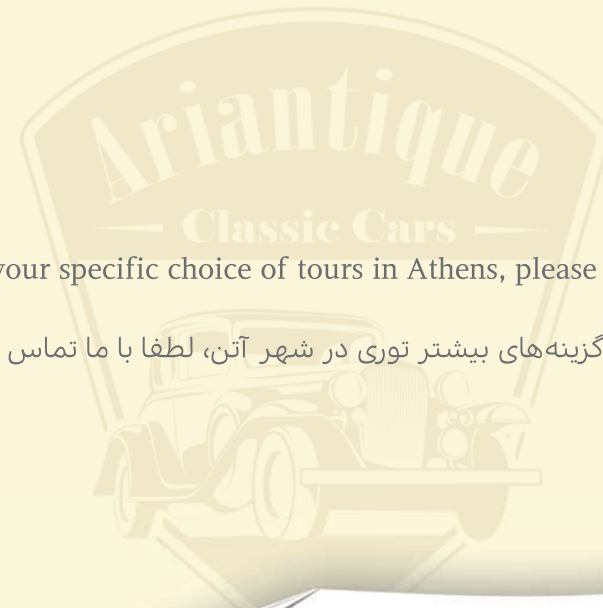 Ariantique
Classic Cars
your specific choice of tours in Athens, please
گزینه‌های بیشتر توری در شهر آتن، لطفا با ما تماس